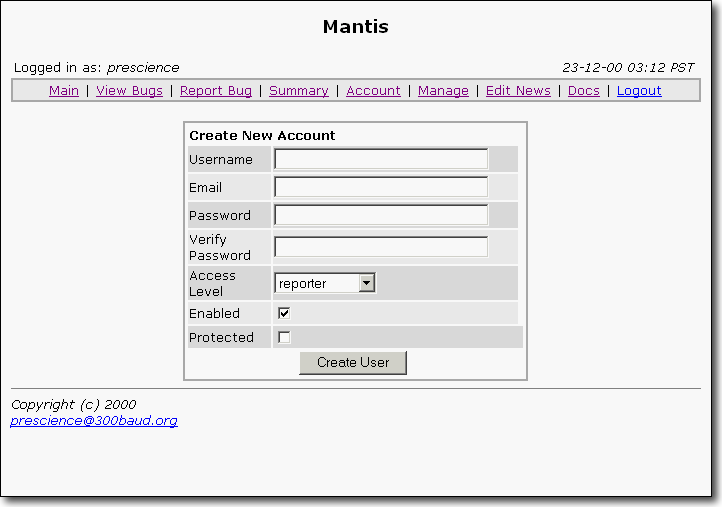 Mantis
Logged in as: prescience 23-12-00 03:12 PST
Main | View Bugs | Report Bug | Summary | Account | Manage | Edit News | Docs | Logout
Create New Account
Username
Email
Password
Verify
Password
Access
Level
reporter
Enabled
Protected
Create User
Copyright (c) 2000
prescience@300baud.org